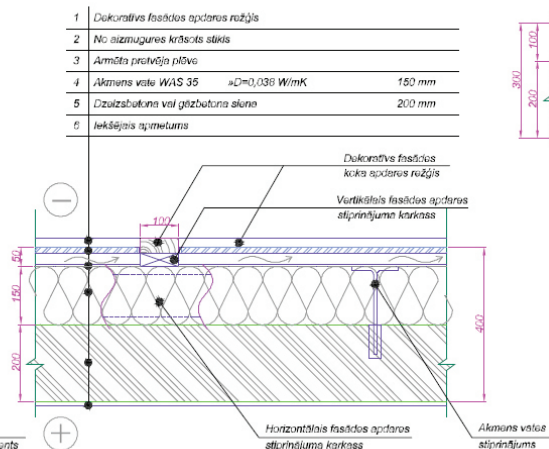 1 Dekoratīvs fasādes apdares režģis
2 No aizmugures krāsots stikls
3 Armēta pretvēja plēve
4 Akmens vate WAS 35 »D=0,036 W/mK 150 mm
5 Dzelzsbetona vai gāzbetona siena 200 mm
6 Iekšējais apmetums
100
300
200
Dekoratīvs fasādes
koka apdares režģis
Vertikālais fasādes apdares
stiprinājuma karkass
100
50
150
200
400
Horizontālais fasādes apdares
stiprinājuma karkass
Akmens vates
stiprinājums
ents